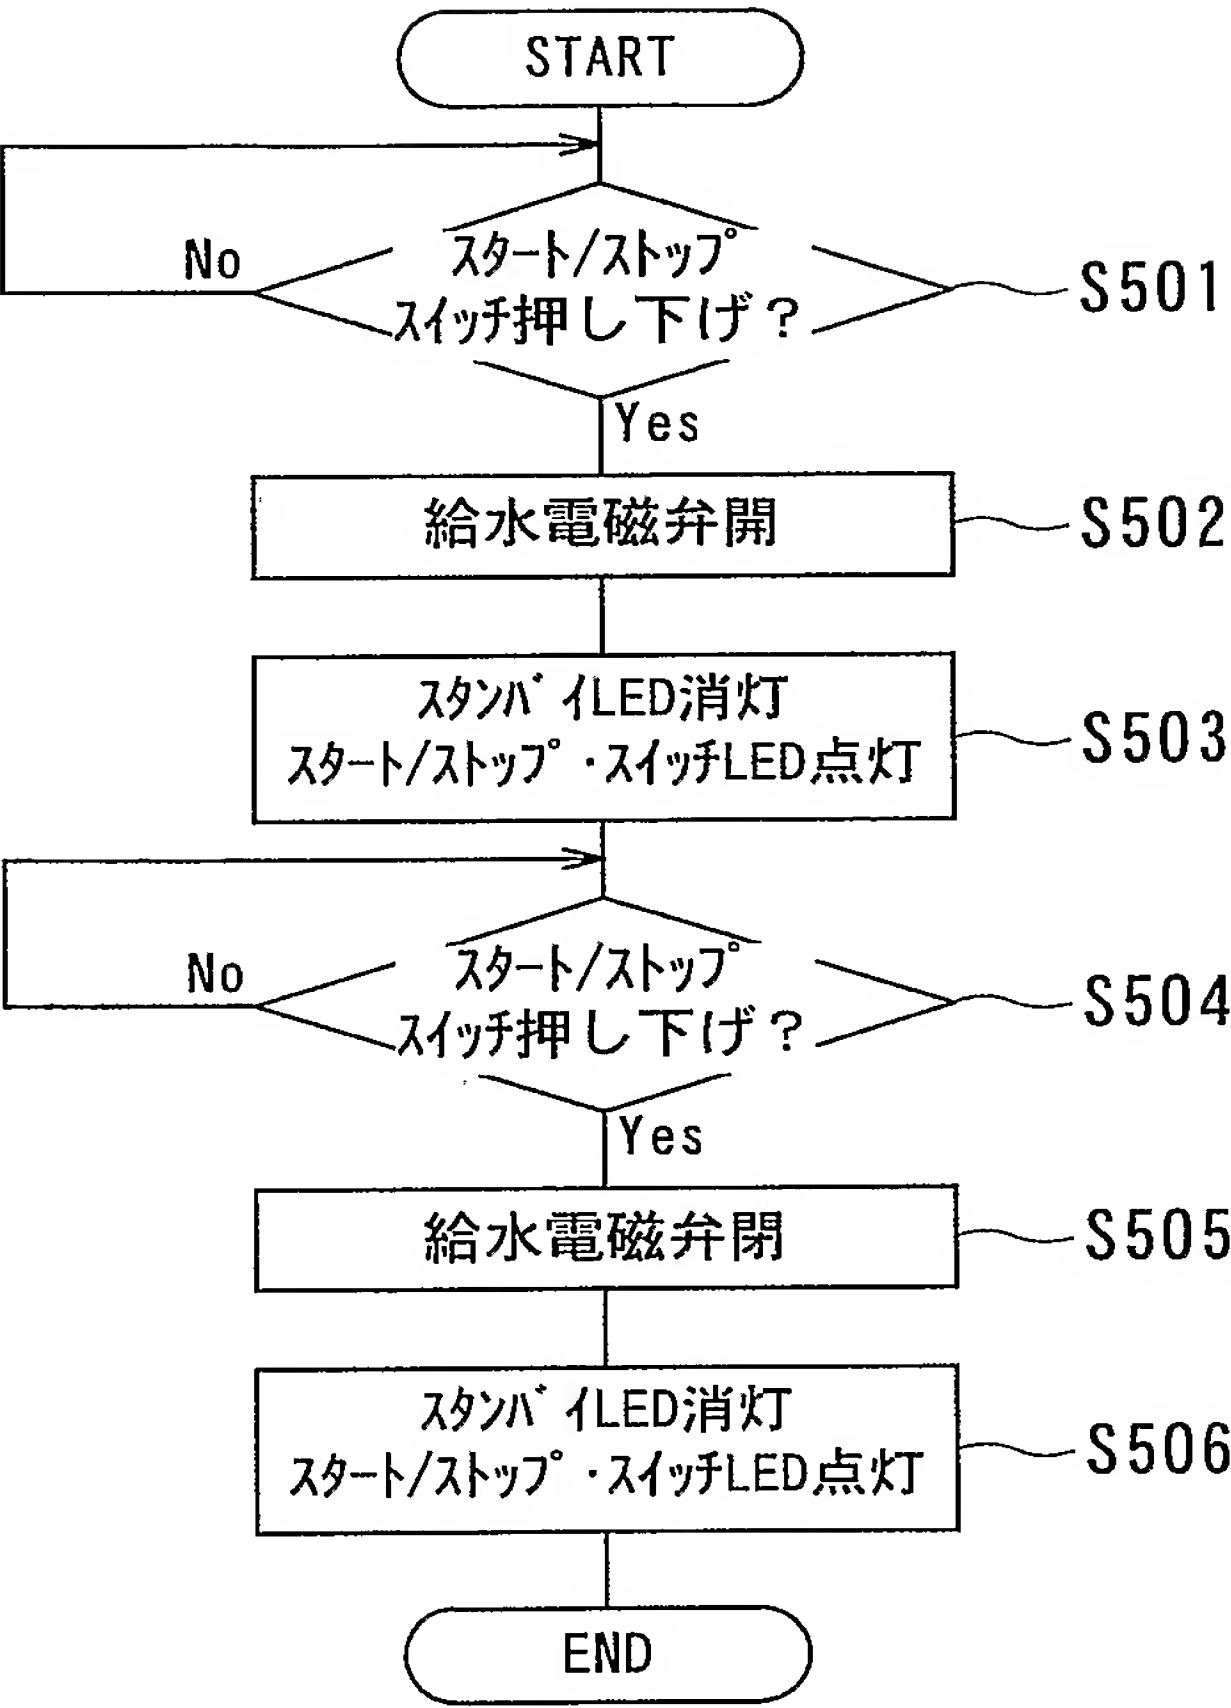 START
スタート/ストップ
No
スイッチ押し下げ？
S501
Yes
給水電磁弁開
S502
スタンバイLED消灯
スタート/ストップ・スイッチLED点灯
S503
スタート/ストップ
No
スイッチ押し下げ？
S504
Yes
給水電磁弁閉
S505
スタンバイLED消灯
スタート/ストップ・スイッチLED点灯
S506
END